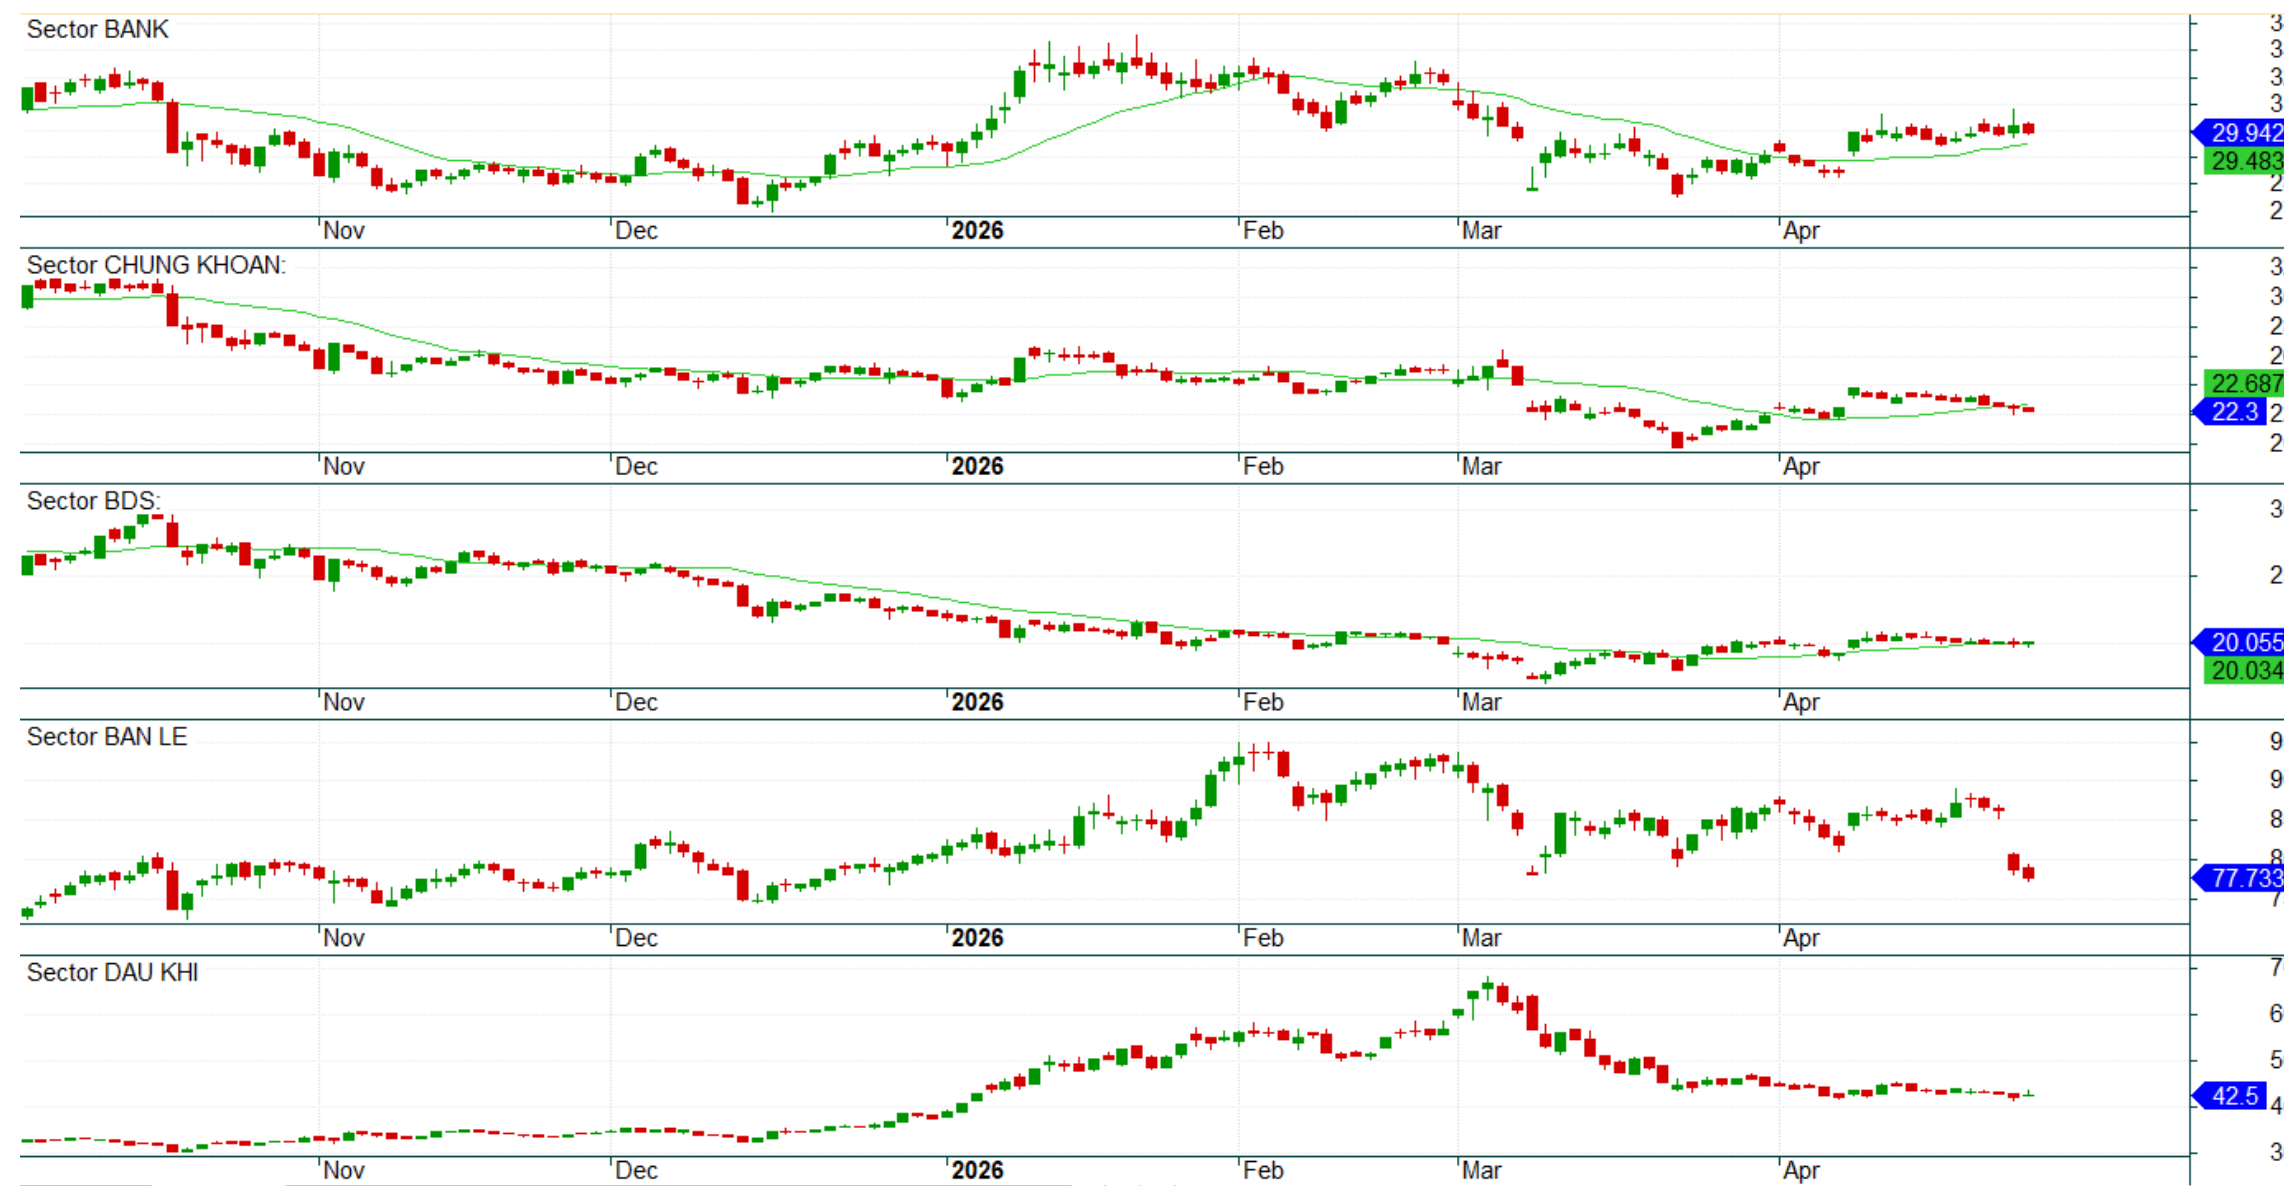 Sector BANK
29.942
29.483
Nov Dec 2026 Feb Mar Apr
Sector CHUNG KHOAN:
22.687
22.3
Nov Dec 2026 Feb Mar Apr
Sector BDS:
20.055
20.034
Nov Dec 2026 Feb Mar Apr
Sector BAN LE
77.733
Nov Dec 2026 Feb Mar Apr
Sector DAU KHI
42.5
Nov Dec 2026 Feb Mar Apr